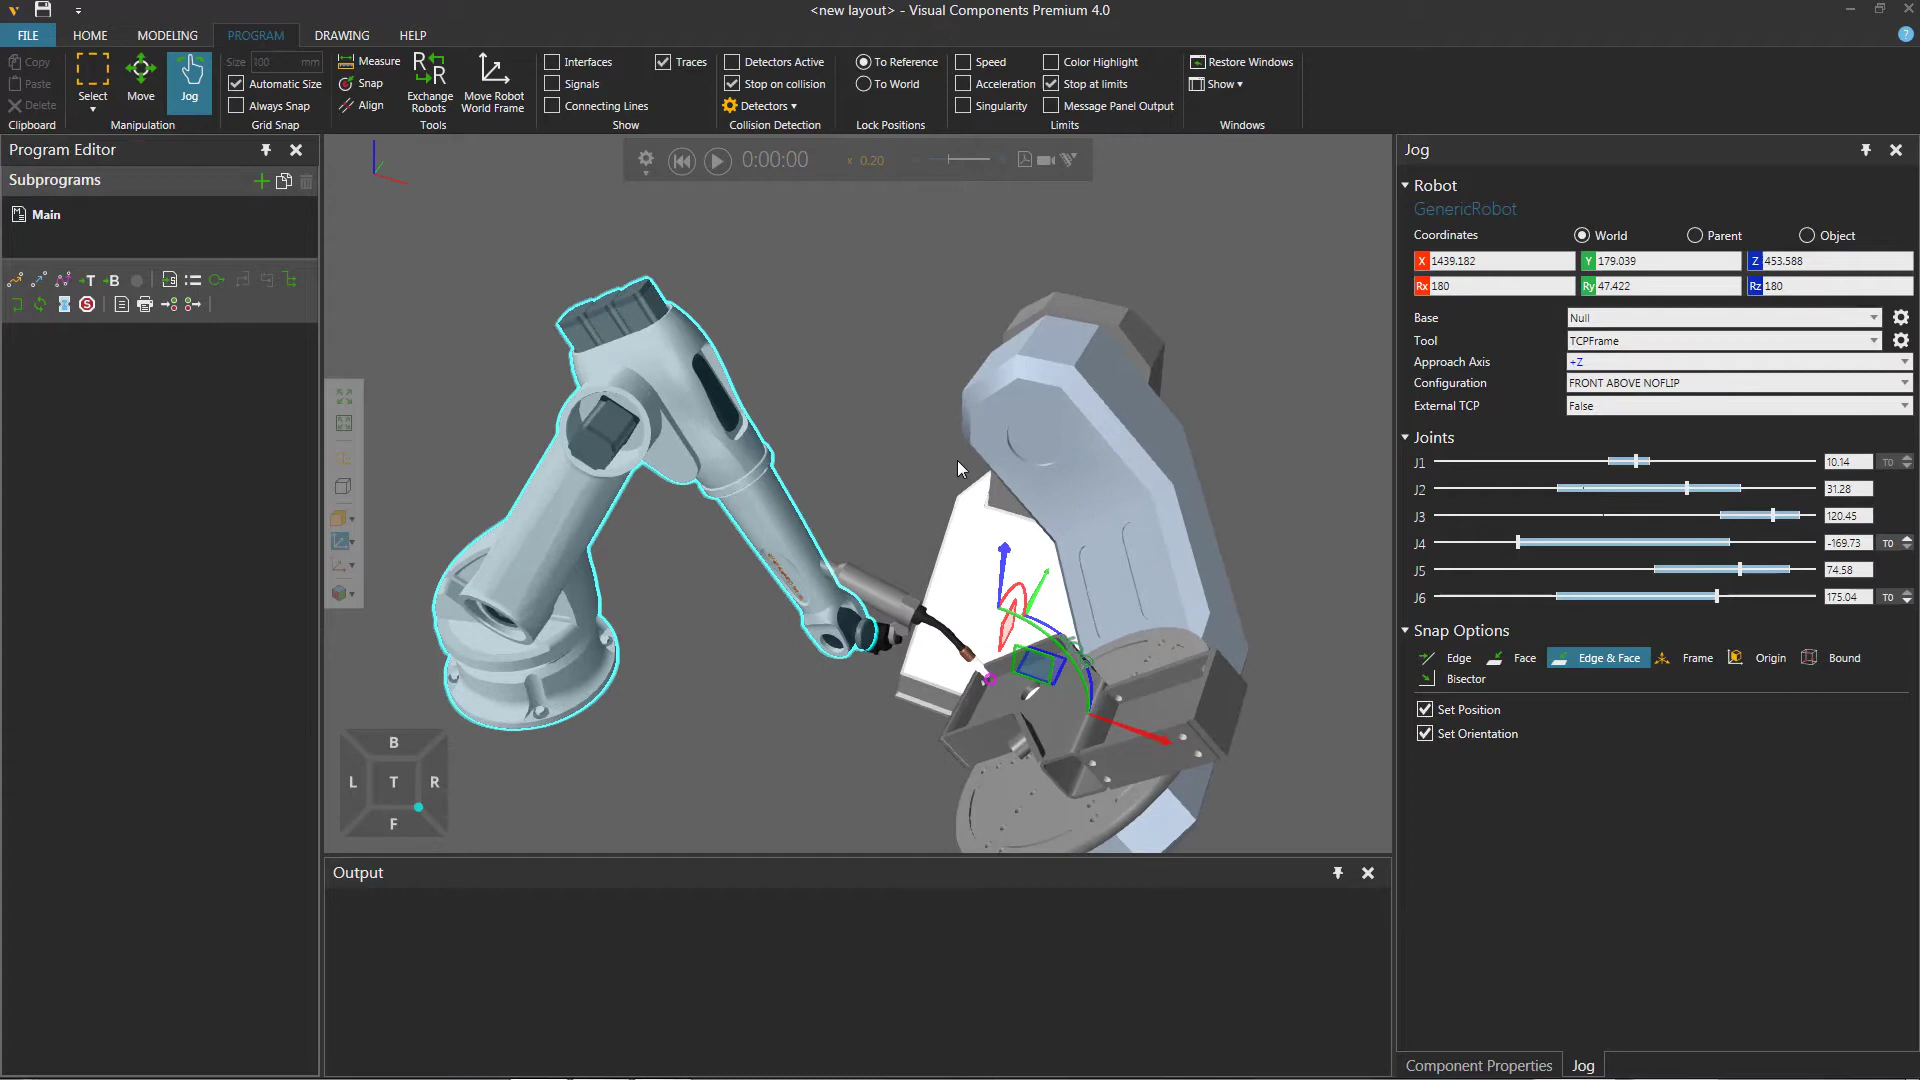 <new layout> - Visual Components Premium 4.0
FILE HOME MODELING PROGRAM DRAWING HELP
Copy
Paste
Delete
Clipboard
Select Move Jog
Manipulation
Size 100 mm
Automatic Size
Always Snap
Grid Snap
Measure
Snap
Align
Exchange Robots
Move Robot World Frame
Tools
Interfaces
Signals
Connecting Lines
Traces
Show
Detectors Active
Stop on collision
Detectors
Collision Detection
To Reference
To World
Lock Positions
Speed
Acceleration
Singularity
Color Highlight
Stop at limits
Message Panel Output
Limits
Restore Windows
Show
Windows
Program Editor
Subprograms
Main
0:00:00 x 0.20
B
L T R
F
Output
Jog
Robot
GenericRobot
Coordinates World Parent Object
X 1439.182 Y 179.039 Z 453.588
Rx 180 Ry 47.422 Rz 180
Base Null
Tool TCPFrame
Approach Axis +Z
Configuration FRONT ABOVE NOFLIP
External TCP False
Joints
J1 10.14 T0
J2 31.28
J3 120.45
J4 -169.73 T0
J5 74.58
J6 175.04 T0
Snap Options
Edge Face Edge & Face Frame Origin Bound
Bisector
Set Position
Set Orientation
Component Properties Jog